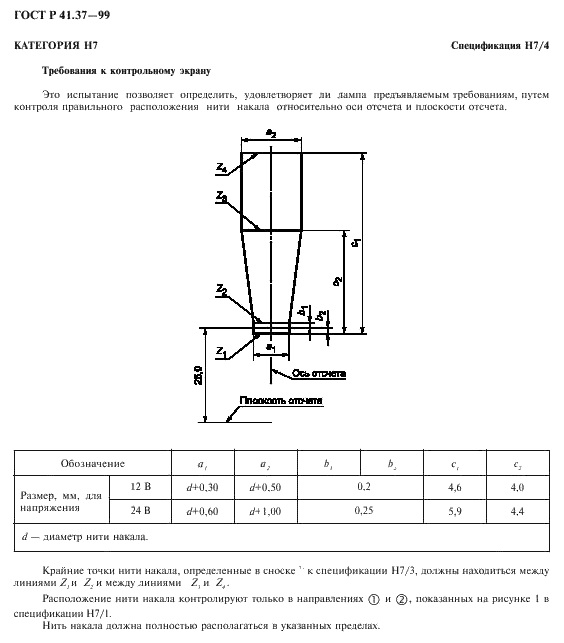 ГОСТ Р 41.37—99
КАТЕГОРИЯ Н7 Спецификация Н7/4
Требования к контрольному экрану
Это испытание позволяет определить, удовлетворяет ли лампа предъявляемым требованиям, путем
контроля правильного расположения нити накала относительно оси отсчета и плоскости отсчета.
a2
Z4
Z3
c1
c2
Z2
b1
b2
Z1
a1
25,0
Ось отсчета
Плоскость отсчета
Обозначение a1 a2 b1 b2 c1 c2
Размер, мм, для
напряжения
12 В d+0,30 d+0,50 0,2 4,6 4,0
24 В d+0,60 d+1,00 0,25 5,9 4,4
d — диаметр нити накала.
Крайние точки нити накала, определенные в сноске к спецификации Н7/3, должны находиться между
линиями Z1 и Z2 и между линиями Z3 и Z4.
Расположение нити накала контролируют только в направлениях ① и ②, показанных на рисунке 1 в
спецификации Н7/1.
Нить накала должна полностью располагаться в указанных пределах.